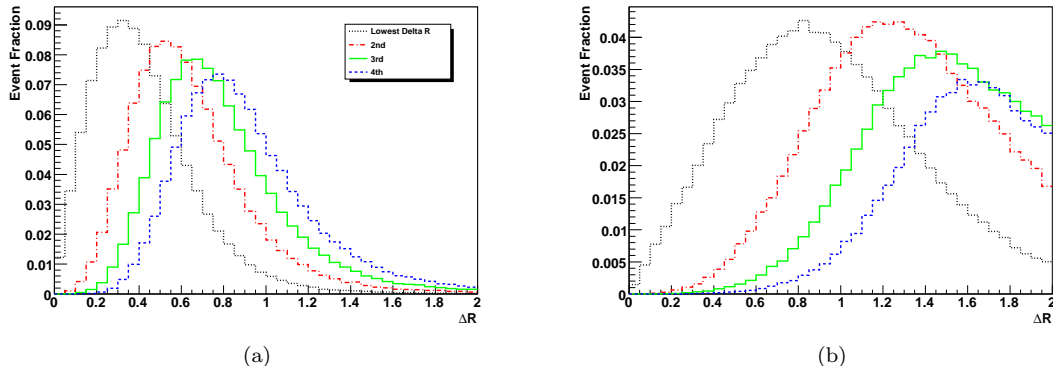 Event Fraction
0.09
0.08
0.07
0.06
0.05
0.04
0.03
0.02
0.01
0
Lowest Delta R
2nd
3rd
4th
0 0.2 0.4 0.6 0.8 1 1.2 1.4 1.6 1.8 2
ΔR
(a)
Event Fraction
0.04
0.035
0.03
0.025
0.02
0.015
0.01
0.005
0
0 0.2 0.4 0.6 0.8 1 1.2 1.4 1.6 1.8 2
ΔR
(b)